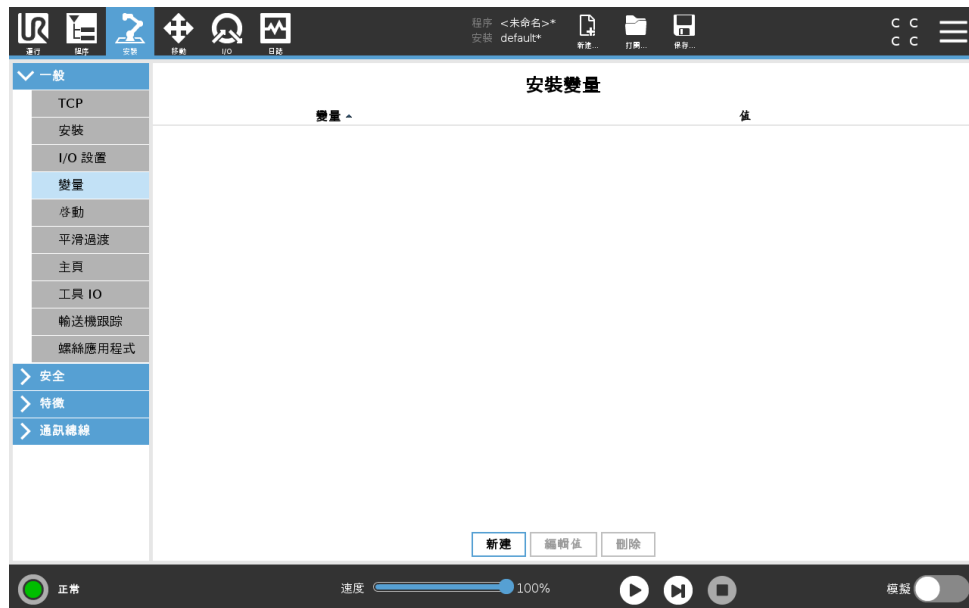 運行 程序 安裝 移動 I/O 日誌
程序 <未命名>*
安裝 default*
新建... 打開... 保存...
C C
C C
一般
TCP
安裝
I/O 設置
變量
啓動
平滑過渡
主頁
工具 IO
輸送機跟踪
螺絲應用程式
安全
特徵
通訊總線
安裝變量
變量 值
新建 編輯值 刪除
正常
速度 100%
模擬